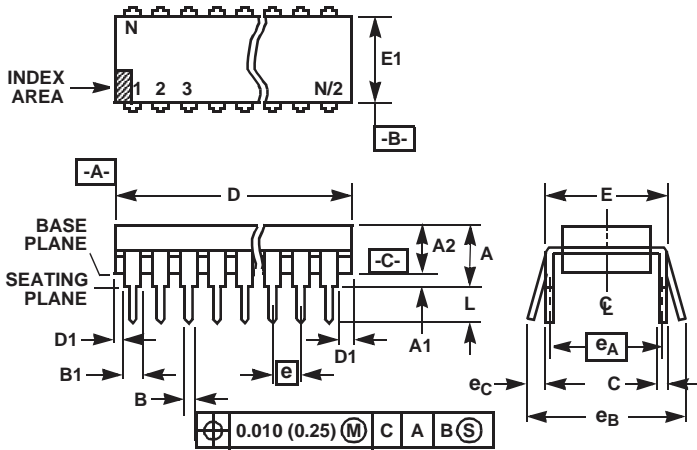 N
E1
INDEX
AREA
1 2 3 N/2
-B-
-A-
D
E
BASE
PLANE
A2
A
-C-
SEATING
PLANE
L
D1
A1
D1
e
eA
B1
eC
C
B
eB
0.010 (0.25) M C A B S